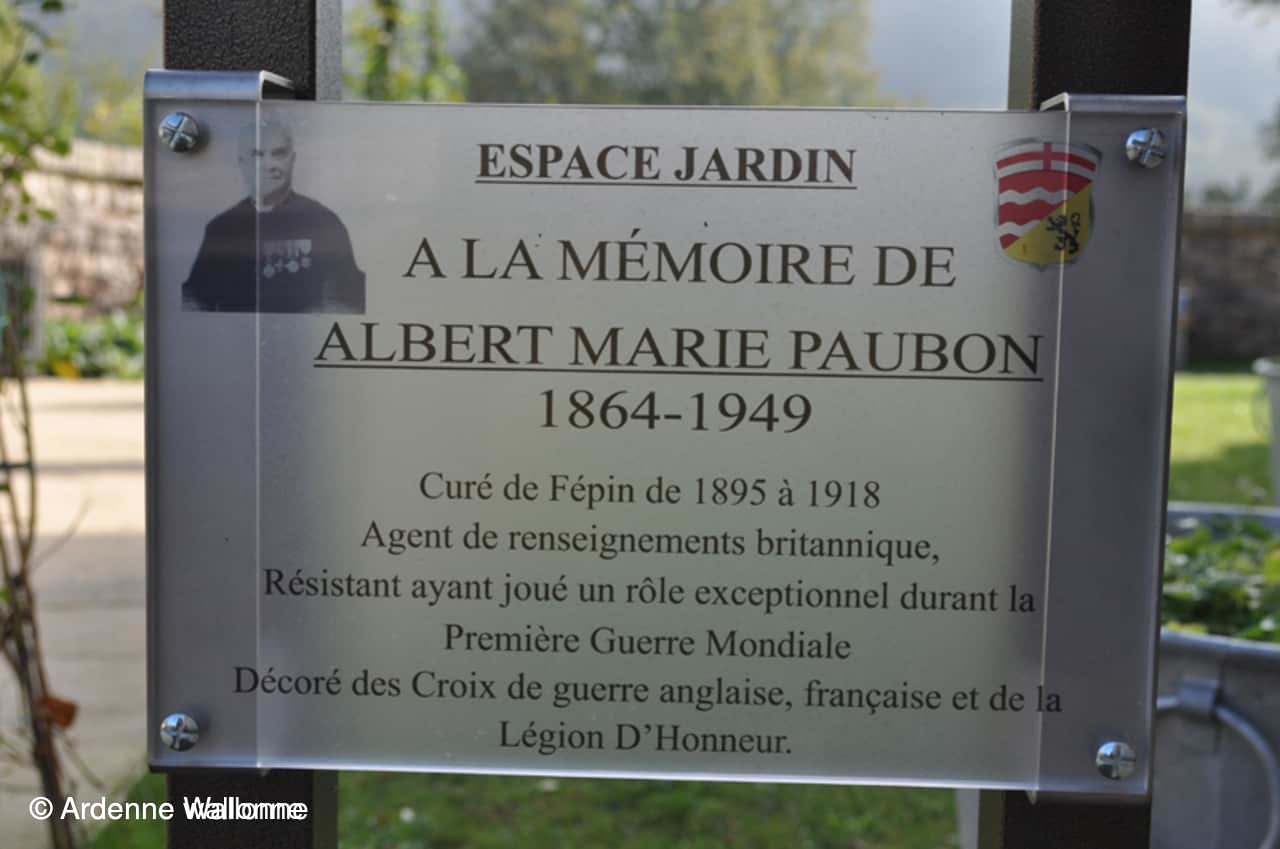 ESPACE JARDIN
A LA MÉMOIRE DE
ALBERT MARIE PAUBON
1864-1949
Curé de Fépin de 1895 à 1918
Agent de renseignements britannique,
Résistant ayant joué un rôle exceptionnel durant la
Première Guerre Mondiale
Décoré des Croix de guerre anglaise, française et de la
Légion D'Honneur.
© Ardenne Wallonne